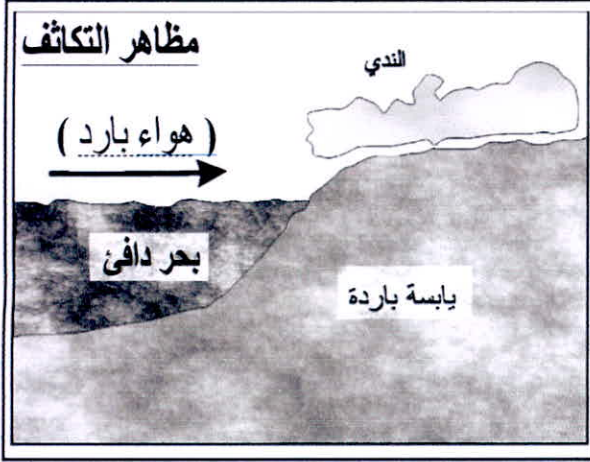 مظاهر التكاثف
الندي
( هواء بارد )
بحر دافئ
يابسة باردة